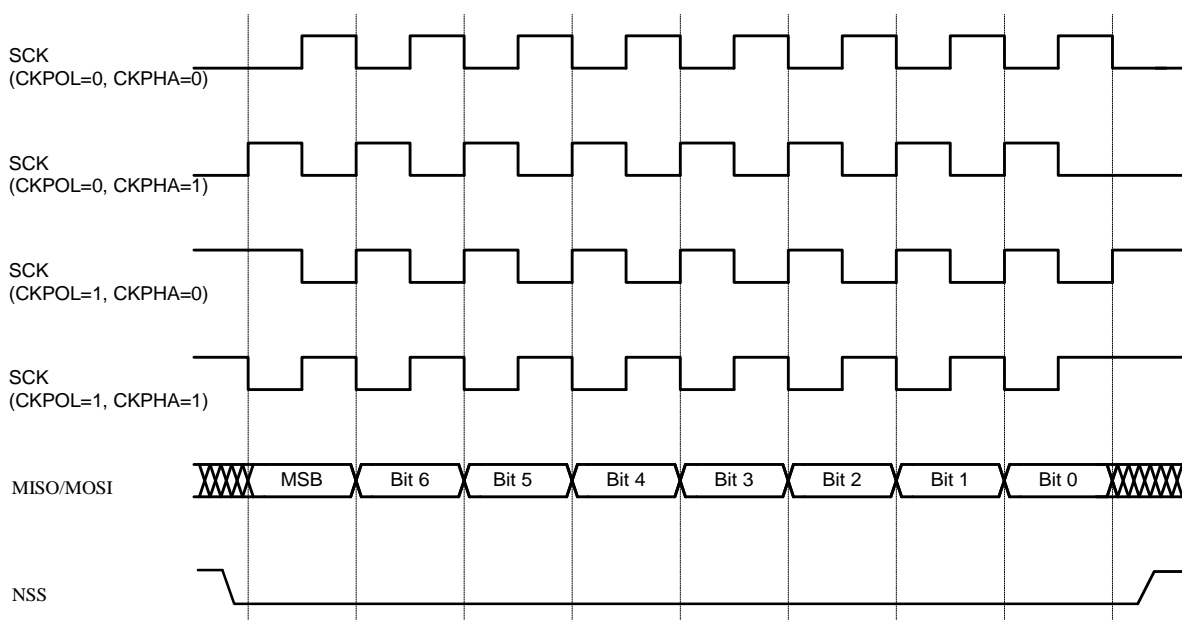 SCK
(CKPOL=0, CKPHA=0)
SCK
(CKPOL=0, CKPHA=1)
SCK
(CKPOL=1, CKPHA=0)
SCK
(CKPOL=1, CKPHA=1)
MISO/MOSI
MSB
Bit 6
Bit 5
Bit 4
Bit 3
Bit 2
Bit 1
Bit 0
NSS